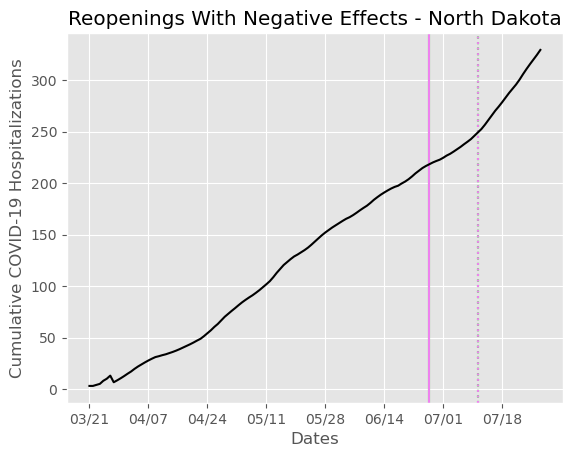 Reopenings With Negative Effects - North Dakota
Cumulative COVID-19 Hospitalizations
300
250
200
150
100
50
0
03/21 04/07 04/24 05/11 05/28 06/14 07/01 07/18
Dates